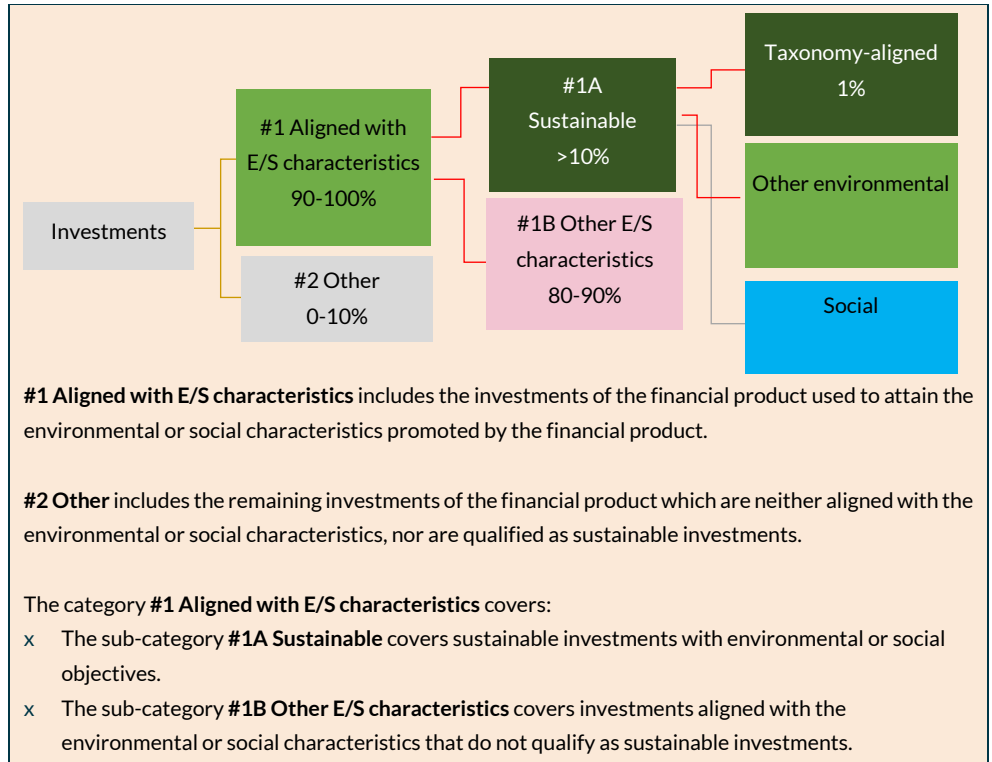 Investments
#1 Aligned with
E/S characteristics
90-100%
#2 Other
0-10%
#1A
Sustainable
>10%
#1B Other E/S
characteristics
80-90%
Taxonomy-aligned
1%
Other environmental
Social
#1 Aligned with E/S characteristics includes the investments of the financial product used to attain the
environmental or social characteristics promoted by the financial product.
#2 Other includes the remaining investments of the financial product which are neither aligned with the
environmental or social characteristics, nor are qualified as sustainable investments.
The category #1 Aligned with E/S characteristics covers:
x The sub-category #1A Sustainable covers sustainable investments with environmental or social
objectives.
x The sub-category #1B Other E/S characteristics covers investments aligned with the
environmental or social characteristics that do not qualify as sustainable investments.